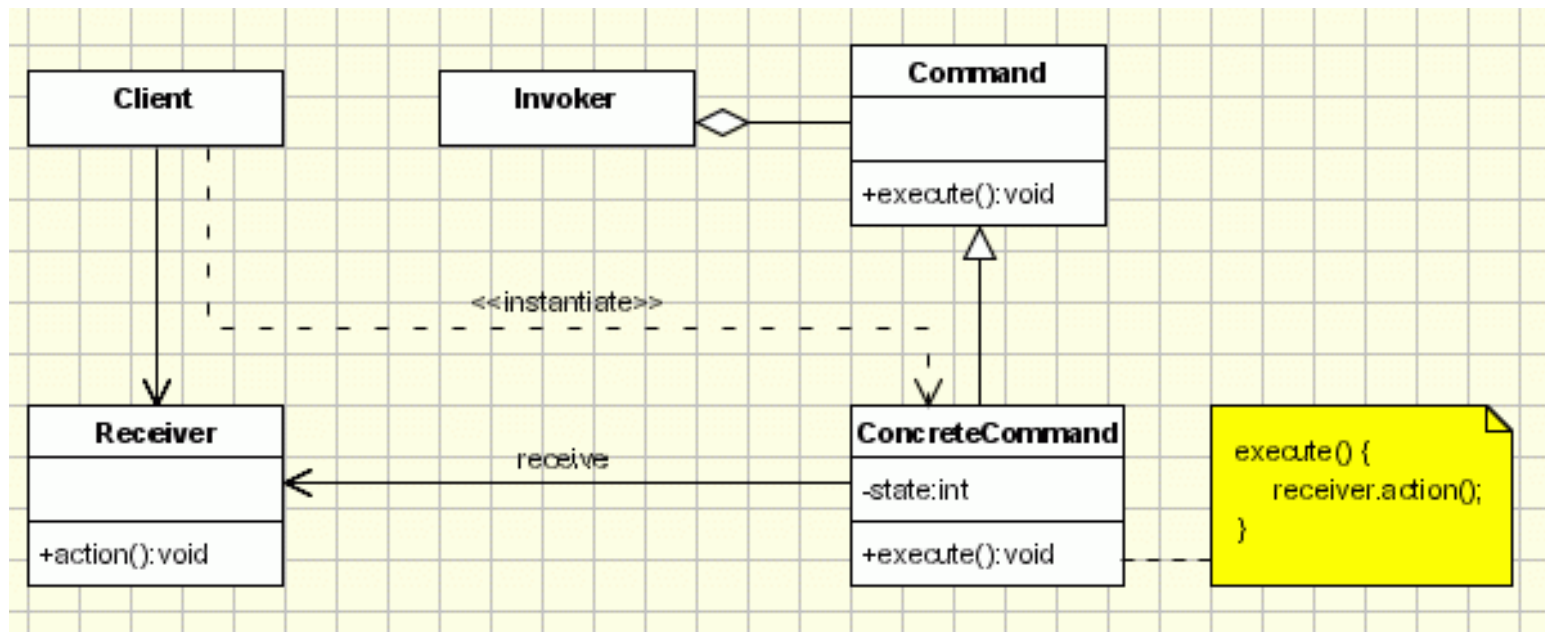 Client
Invoker
Command
+execute():void
<<instantiate>>
Receiver
+action():void
receive
ConcreteCommand
-state:int
+execute():void
execute() {
receiver.action();
}